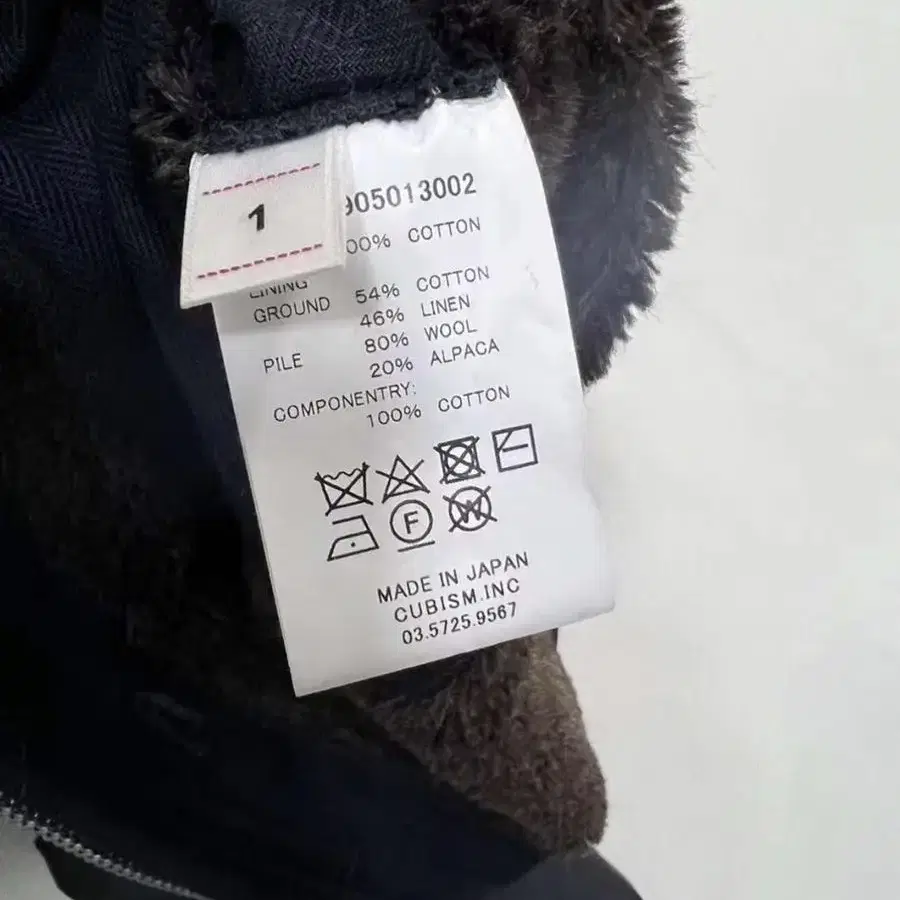 1
905013002
00% COTTON
LINING
GROUND 54% COTTON
46% LINEN
PILE 80% WOOL
20% ALPACA
COMPONENTRY:
100% COTTON
F
W
MADE IN JAPAN
CUBISM.INC
03.5725.9567